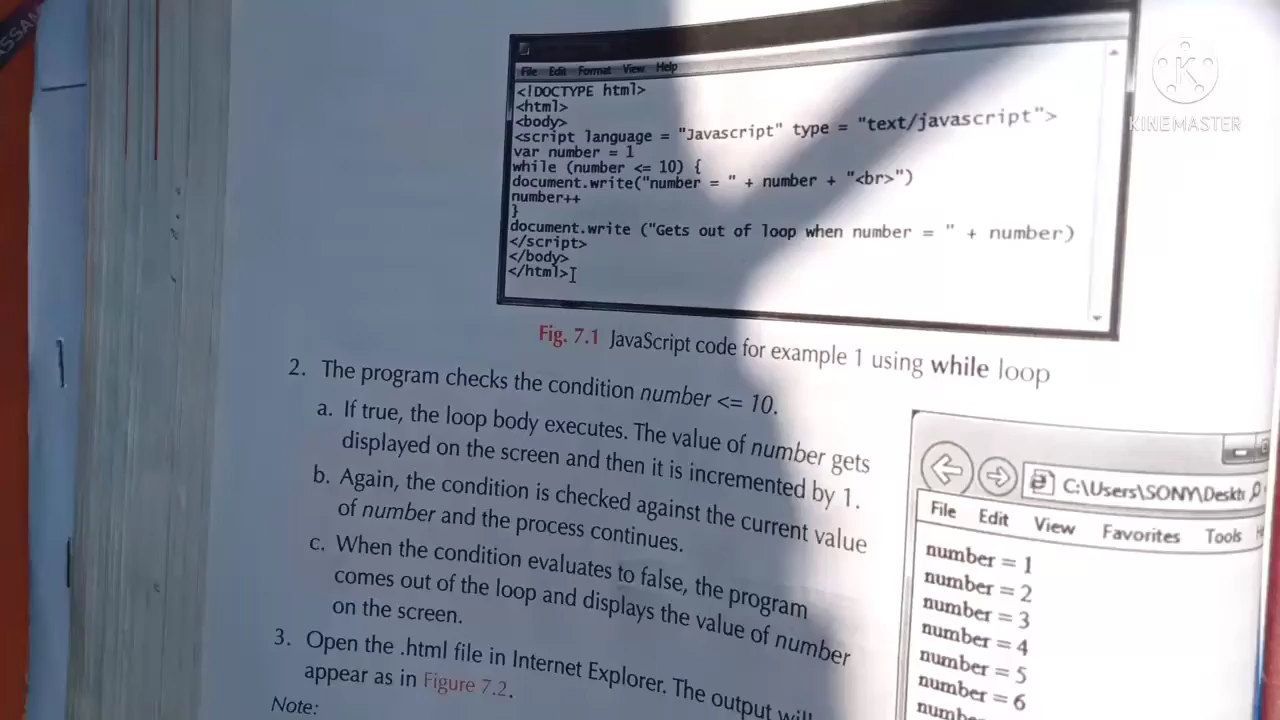 SSAM
KINEMASTER
File Edit Format View Help
<!DOCTYPE html>
<html>
<body>
<script language = "Javascript" type = "text/javascript">
var number = 1
while (number <= 10) {
document.write("number = " + number + "<br>")
number++
}
document.write ("Gets out of loop when number = " + number)
</script>
</body>
</html>
Fig. 7.1 JavaScript code for example 1 using while loop
2. The program checks the condition number <= 10.
a. If true, the loop body executes. The value of number gets
displayed on the screen and then it is incremented by 1.
b. Again, the condition is checked against the current value
of number and the process continues.
c. When the condition evaluates to false, the program
comes out of the loop and displays the value of number
on the screen.
3. Open the .html file in Internet Explorer. The output will
appear as in Figure 7.2.
Note:
C:\Users\SONY\Deskt
File Edit View Favorites Tools
number = 1
number = 2
number = 3
number = 4
number = 5
number = 6